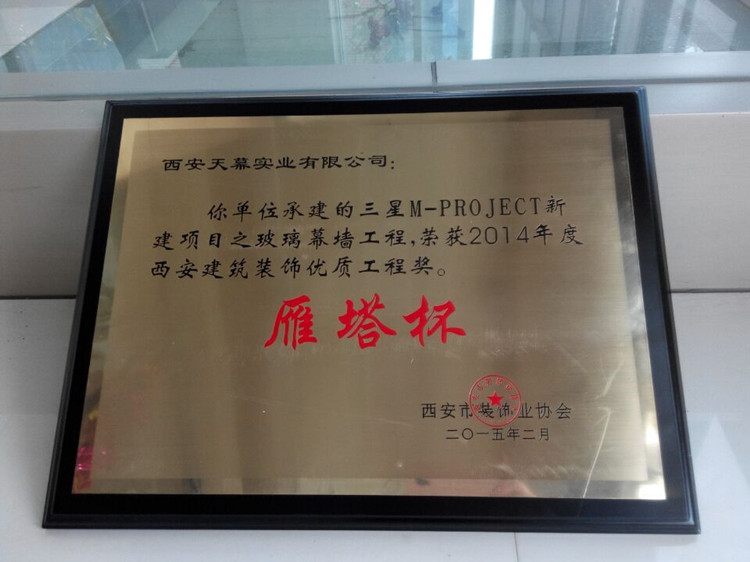 西安天幕实业有限公司：
你单位承建的三星M-PROJECT新
建项目之玻璃幕墙工程，荣获2014年度
西安建筑装饰优质工程奖。
雁塔杯
西安市装饰业协会
二〇一五年二月